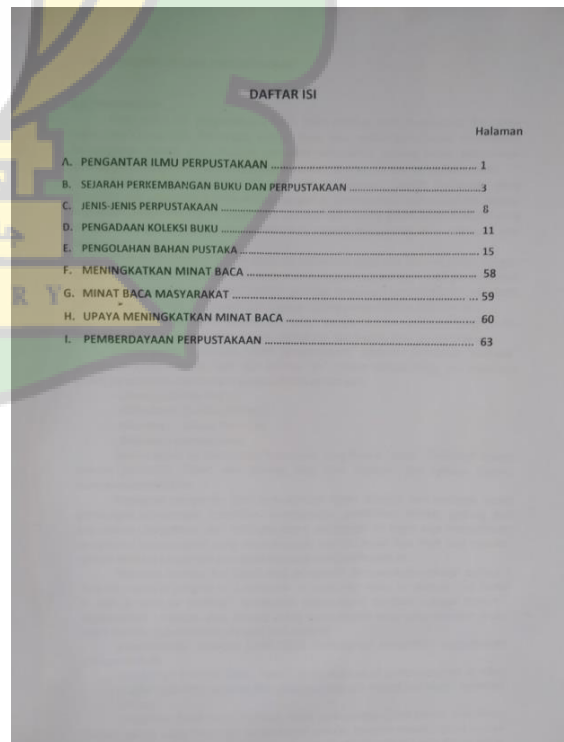 DAFTAR ISI
Halaman
A. PENGANTAR ILMU PERPUSTAKAAN ........................................ 1
B. SEJARAH PERKEMBANGAN BUKU DAN PERPUSTAKAAN ........................................ 3
C. JENIS-JENIS PERPUSTAKAAN ........................................ 8
D. PENGADAAN KOLEKSI BUKU ........................................ 11
E. PENGOLAHAN BAHAN PUSTAKA ........................................ 15
F. MENINGKATKAN MINAT BACA ........................................ 58
G. MINAT BACA MASYARAKAT ........................................ 59
H. UPAYA MENINGKATKAN MINAT BACA ........................................ 60
I. PEMBERDAYAAN PERPUSTAKAAN ........................................ 63